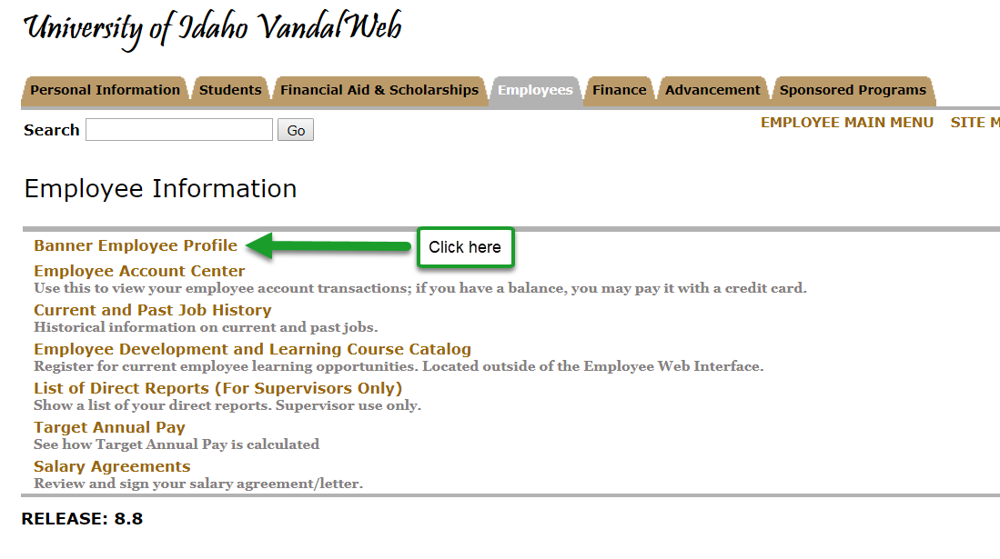 University of Idaho VandalWeb
Personal Information Students Financial Aid & Scholarships Employees Finance Advancement Sponsored Programs
Search Go EMPLOYEE MAIN MENU SITE M
Employee Information
Banner Employee Profile Click here
Employee Account Center
Use this to view your employee account transactions; if you have a balance, you may pay it with a credit card.
Current and Past Job History
Historical information on current and past jobs.
Employee Development and Learning Course Catalog
Register for current employee learning opportunities. Located outside of the Employee Web Interface.
List of Direct Reports (For Supervisors Only)
Show a list of your direct reports. Supervisor use only.
Target Annual Pay
See how Target Annual Pay is calculated
Salary Agreements
Review and sign your salary agreement/letter.
RELEASE: 8.8